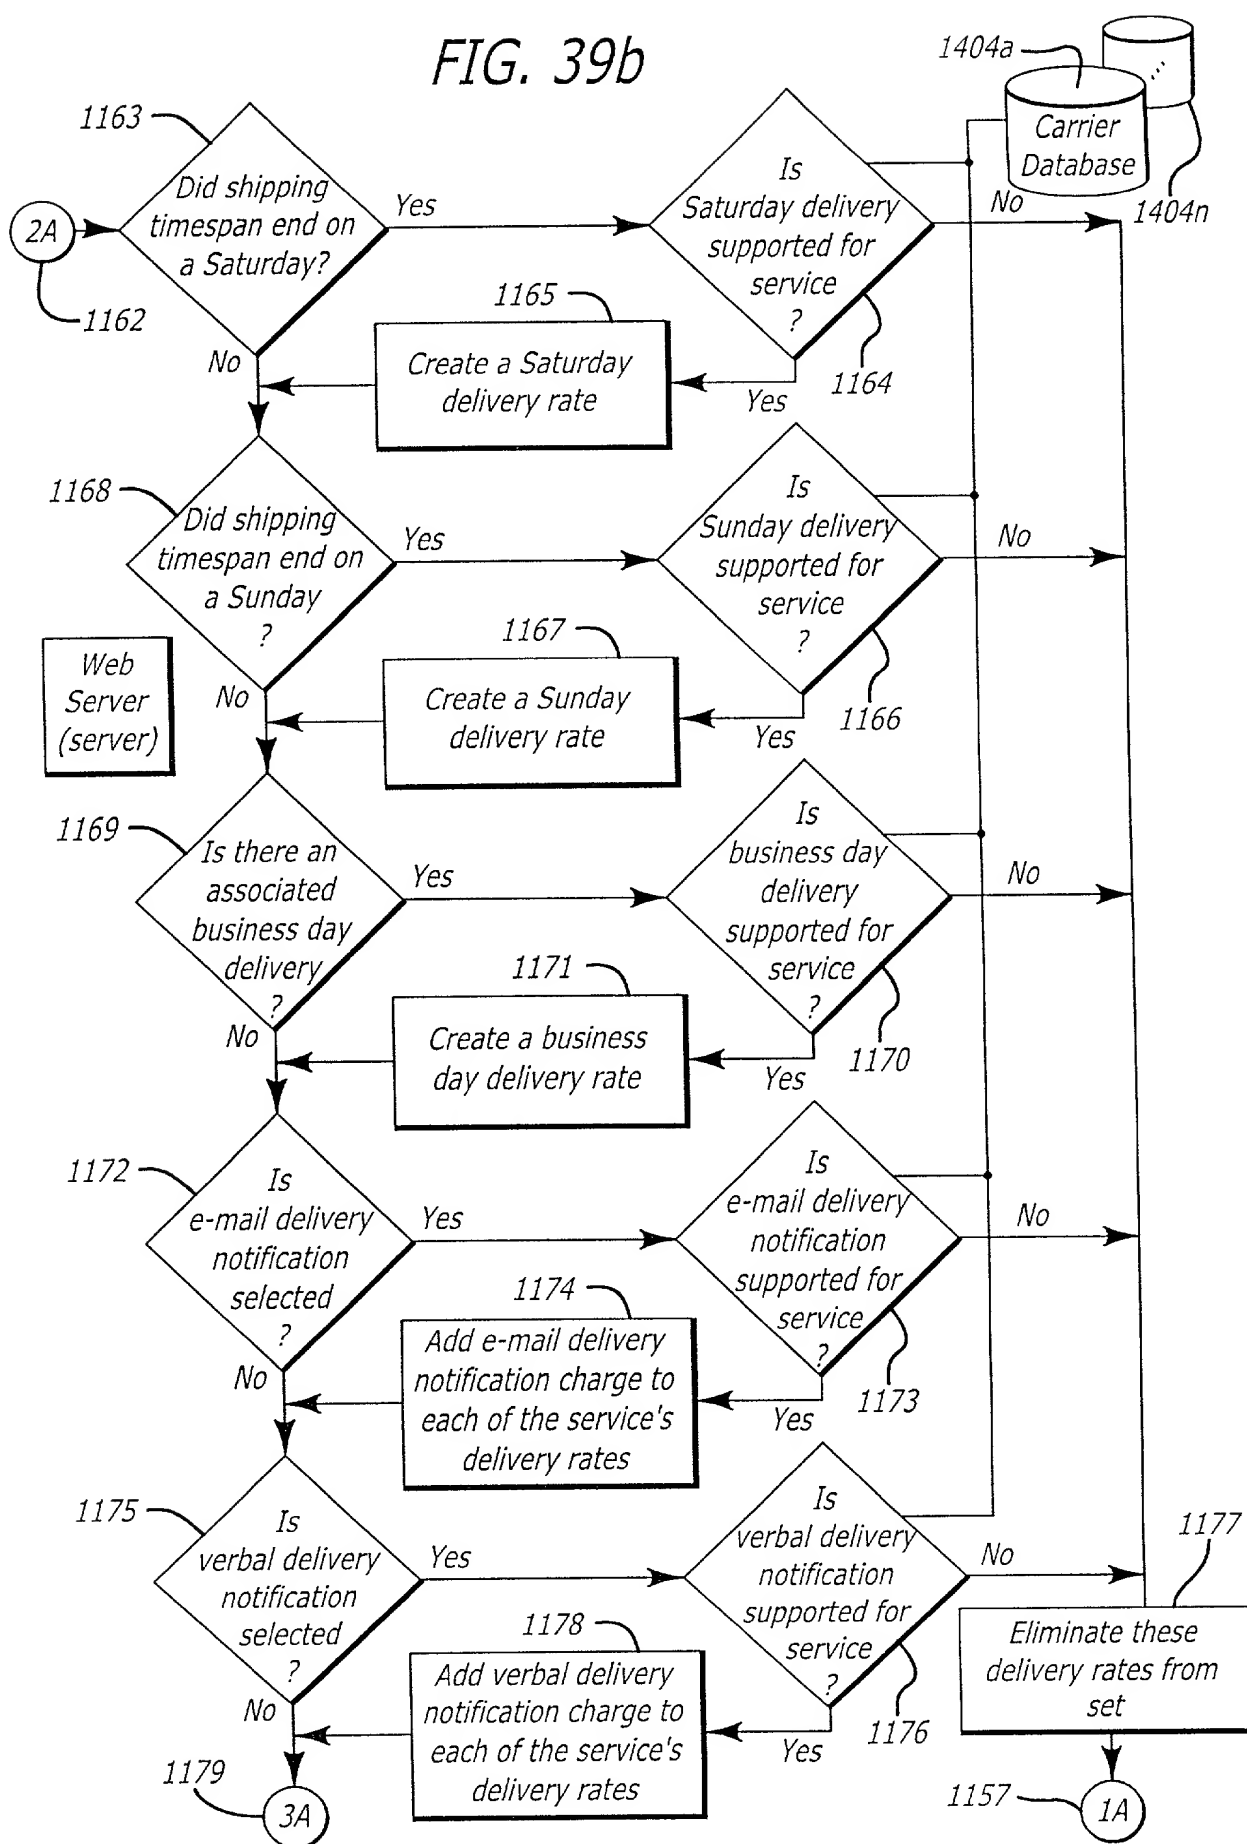 FIG. 39b
1404a
Carrier
Database
1404n
1163
Did shipping
timespan end on
a Saturday?
Yes
Is
Saturday delivery
supported for
service
?
No
2A
1162
No
1165
Create a Saturday
delivery rate
Yes
1164
1168
Did shipping
timespan end on
a Sunday
?
Yes
Is
Sunday delivery
supported for
service
?
No
Web
Server
(server)
No
1167
Create a Sunday
delivery rate
Yes
1166
1169
Is there an
associated
business day
delivery
?
Yes
Is
business day
delivery
supported for
service
?
No
No
1171
Create a business
day delivery rate
Yes
1170
1172
Is
e-mail delivery
notification
selected
?
Yes
Is
e-mail delivery
notification
supported for
service
?
No
No
1174
Add e-mail delivery
notification charge to
each of the service's
delivery rates
Yes
1173
1175
Is
verbal delivery
notification
selected
?
Yes
Is
verbal delivery
notification
supported for
service
?
No
1177
Eliminate these
delivery rates from
set
No
1178
Add verbal delivery
notification charge to
each of the service's
delivery rates
Yes
1176
1179
3A
1157
1A